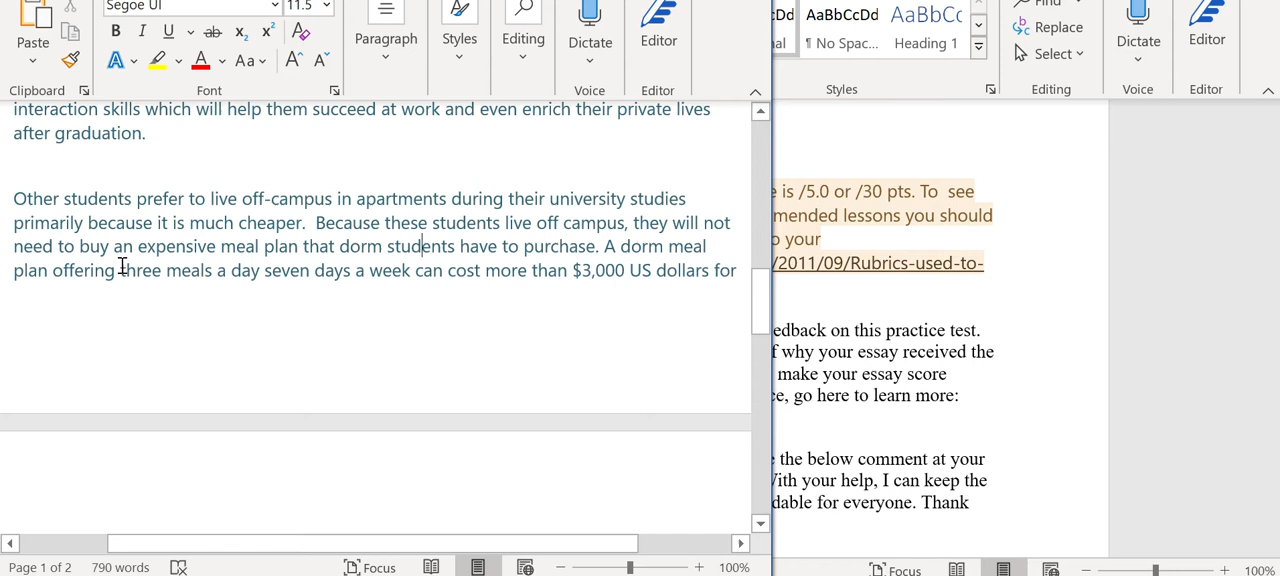 Segoe UI 11.5
Paste
B I U ab x₂ x² A
A A Aa A A
Paragraph
Styles
Editing
Dictate
Editor
Clipboard
Font
Voice
Editor
Dd AaBbCcDd AaBbCc
al ¶ No Spac... Heading 1
Find
Replace
Select
Dictate
Editor
Styles
Editing
Voice
Editor
interaction skills which will help them succeed at work and even enrich their private lives
after graduation.
Other students prefer to live off-campus in apartments during their university studies
primarily because it is much cheaper.  Because these students live off campus, they will not
need to buy an expensive meal plan that dorm students have to purchase. A dorm meal
plan offering three meals a day seven days a week can cost more than $3,000 US dollars for
e is /5.0 or /30 pts. To  see
mended lessons you should
o your
/2011/09/Rubrics-used-to-
edback on this practice test.
f why your essay received the
make your essay score
ce, go here to learn more:
e the below comment at your
With your help, I can keep the
dable for everyone. Thank
Page 1 of 2 790 words Focus 100%
Focus 100%